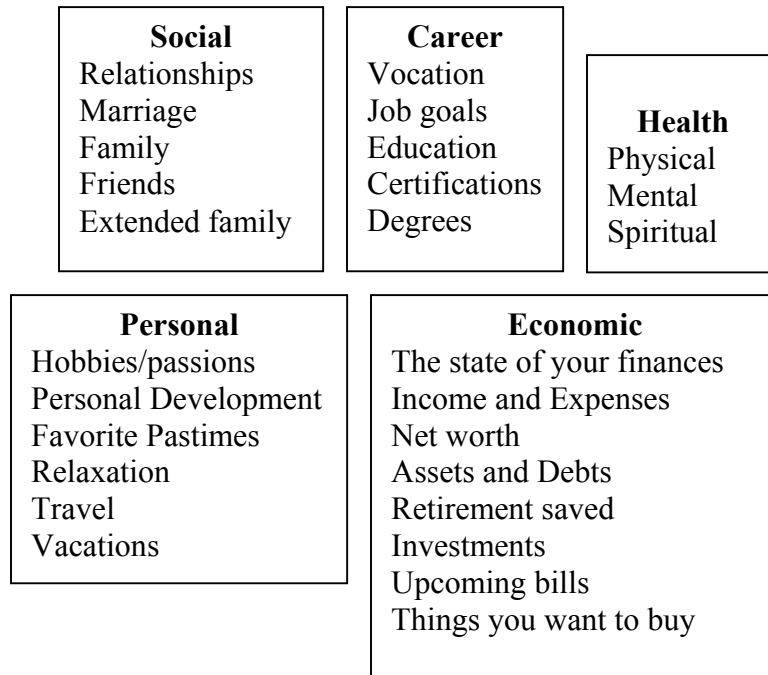 Social
Relationships
Marriage
Family
Friends
Extended family
Career
Vocation
Job goals
Education
Certifications
Degrees
Health
Physical
Mental
Spiritual
Personal
Hobbies/passions
Personal Development
Favorite Pastimes
Relaxation
Travel
Vacations
Economic
The state of your finances
Income and Expenses
Net worth
Assets and Debts
Retirement saved
Investments
Upcoming bills
Things you want to buy